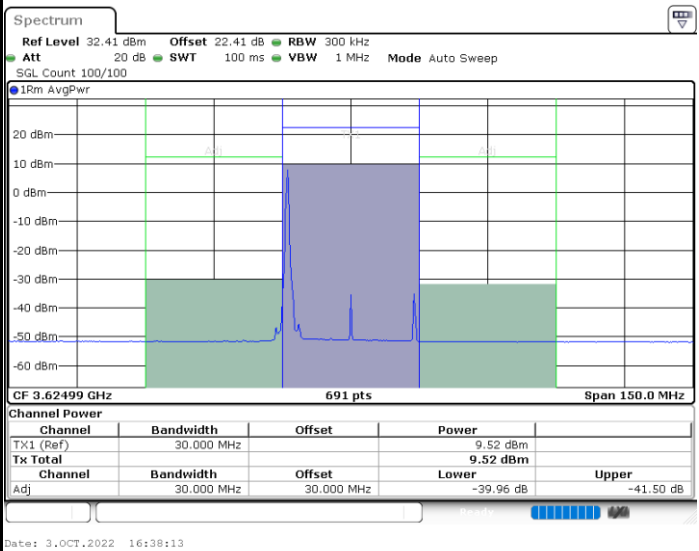 Spectrum
Ref Level 32.41 dBm Offset 22.41 dB RBW 300 kHz
Att 20 dB SWT 100 ms VBW 1 MHz Mode Auto Sweep
SGL Count 100/100
1Rm AvgPwr
20 dBm
TX1
Adj Adj
10 dBm
0 dBm
-10 dBm
-20 dBm
-30 dBm
-40 dBm
-50 dBm
-60 dBm
CF 3.62499 GHz 691 pts Span 150.0 MHz
Channel Power
Channel Bandwidth Offset Power
TX1 (Ref) 30.000 MHz 9.52 dBm
Tx Total 9.52 dBm
Channel Bandwidth Offset Lower Upper
Adj 30.000 MHz 30.000 MHz -39.96 dB -41.50 dB
Ready
Date: 3.OCT.2022 16:38:13